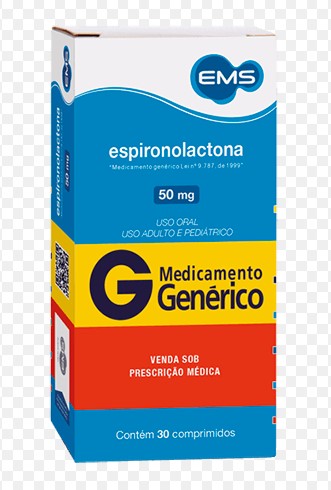 EMS
espironolactona
"Medicamento genérico Lei nº 9.787, de 1999"
50 mg
USO ORAL
USO ADULTO E PEDIÁTRICO
G Medicamento
Genérico
VENDA SOB
PRESCRIÇÃO MÉDICA
Contém 30 comprimidos
espironolactona
50 mg